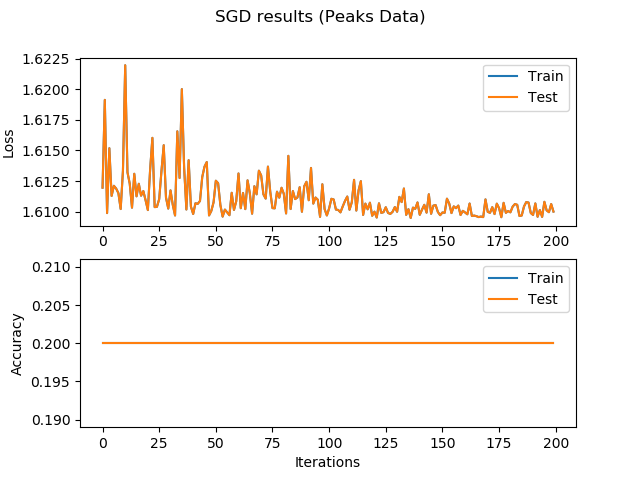 SGD results (Peaks Data)
Loss
1.6225
1.6200
1.6175
1.6150
1.6125
1.6100
Train
Test
0 25 50 75 100 125 150 175 200
Accuracy
0.210
0.205
0.200
0.195
0.190
Train
Test
0 25 50 75 100 125 150 175 200
Iterations